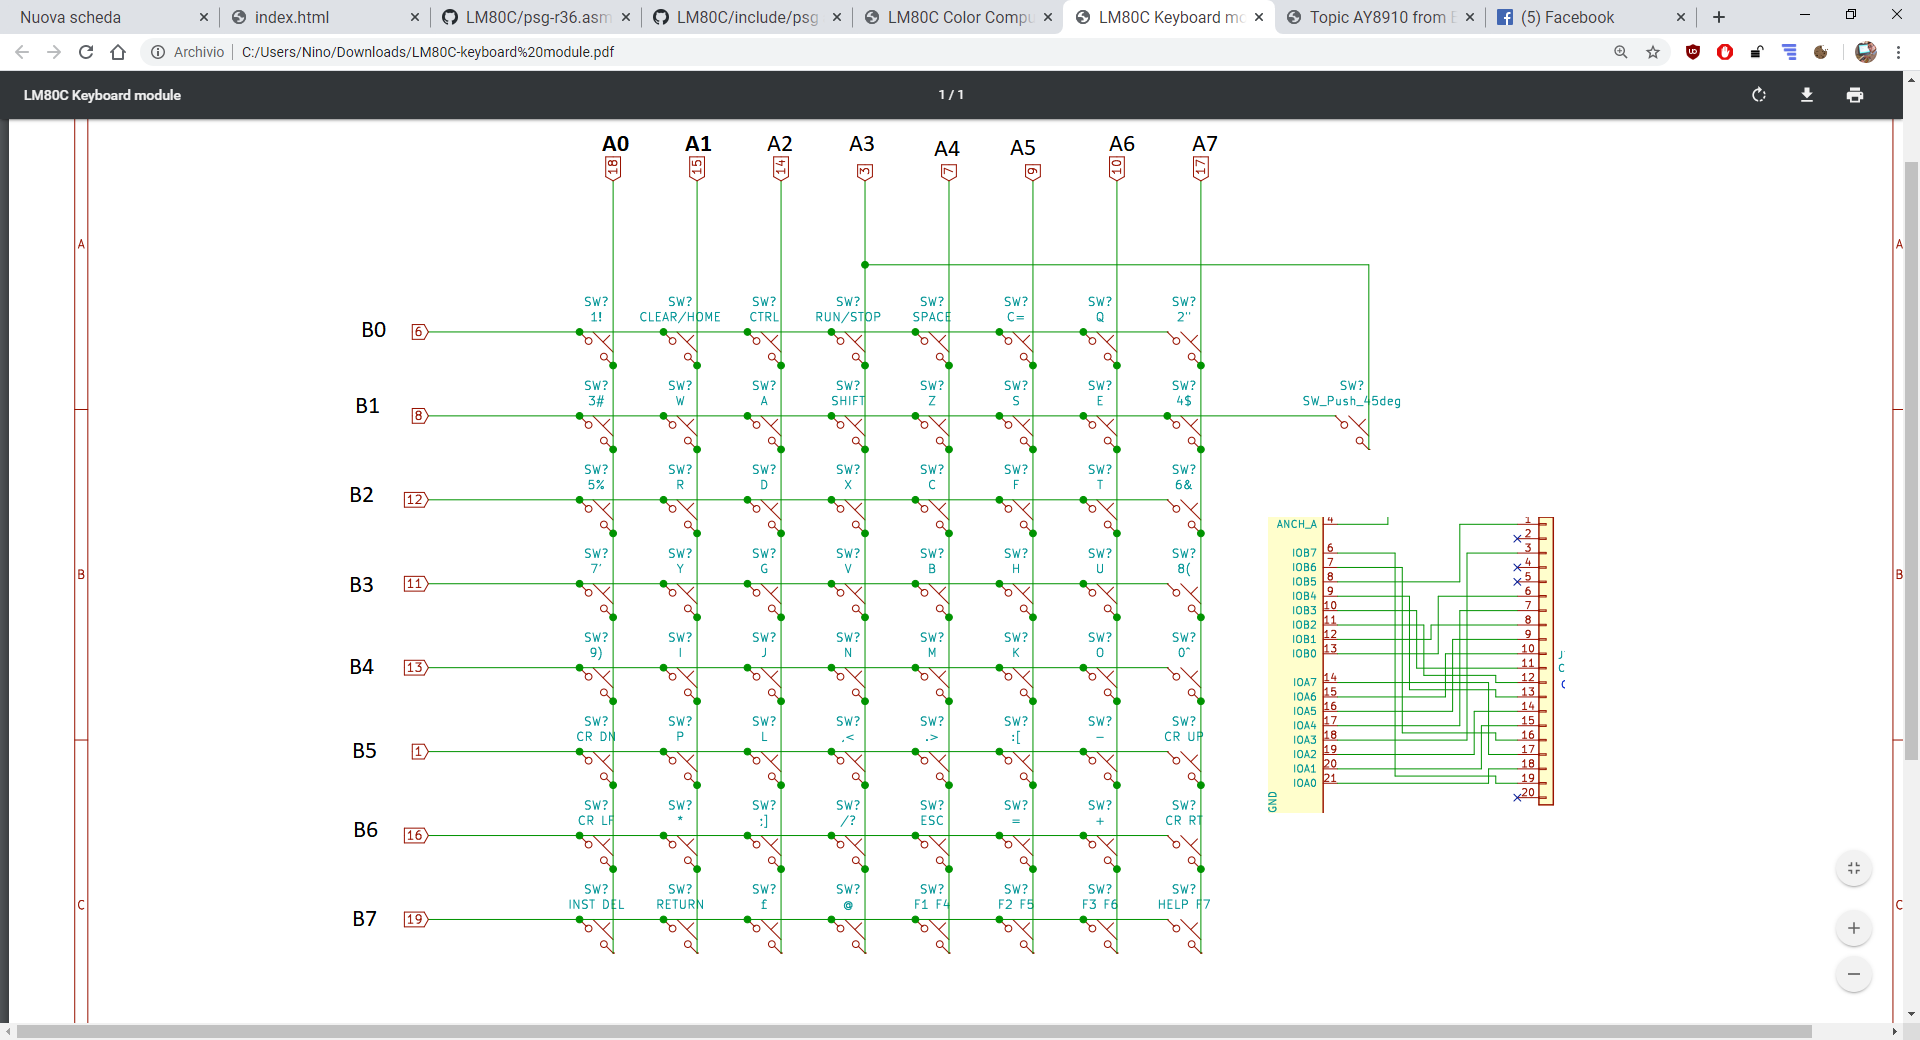 Nuova scheda
index.html
LM80C/psg-r36.asm
LM80C/include/psg
LM80C Color Compu
LM80C Keyboard mo
Topic AY8910 from E
(5) Facebook
Archivio C:/Users/Nino/Downloads/LM80C-keyboard%20module.pdf
LM80C Keyboard module
1 / 1
A0 A1 A2 A3 A4 A5 A6 A7
18 15 14 3 7 9 10 17
A A
SW? SW? SW? SW? SW? SW? SW? SW?
1! CLEAR/HOME CTRL RUN/STOP SPACE C= Q 2"
B0 6
SW? SW? SW? SW? SW? SW? SW? SW? SW?
3# W A SHIFT Z S E 4$ SW_Push_45deg
B1 8
SW? SW? SW? SW? SW? SW? SW? SW?
5% R D X C F T 6&
B2 12
SW? SW? SW? SW? SW? SW? SW? SW?
7' Y G V B H U 8(
B3 11
B B
SW? SW? SW? SW? SW? SW? SW? SW?
9) I J N M K O 0^
B4 13
SW? SW? SW? SW? SW? SW? SW? SW?
CR DN P L ,< .> :[ - CR UP
B5 1
SW? SW? SW? SW? SW? SW? SW? SW?
CR LF * :] /? ESC = + CR RT
B6 16
SW? SW? SW? SW? SW? SW? SW? SW?
INST DEL RETURN £ @ F1 F4 F2 F5 F3 F6 HELP F7
B7 19
C C
ANCH_A 4
IOB7 6
IOB6 7
IOB5 8
IOB4 9
IOB3 10
IOB2 11
IOB1 12
IOB0 13
IOA7 14
IOA6 15
IOA5 16
IOA4 17
IOA3 18
IOA2 19
IOA1 20
IOA0 21
GND
1
2
3
4
5
6
7
8
9
10
11
12
13
14
15
16
17
18
19
20
J